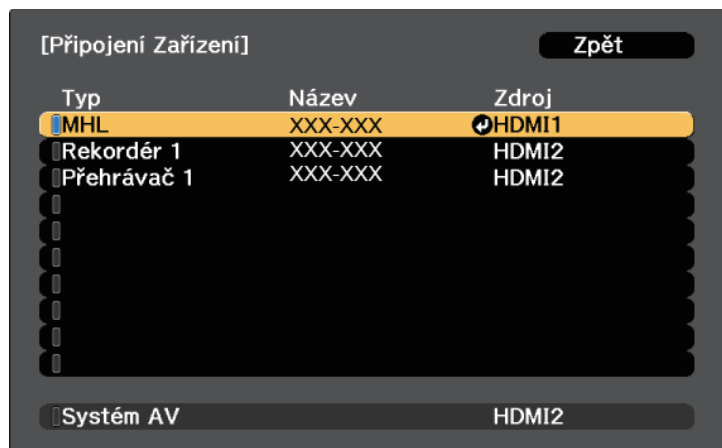 [Připojení Zařízení] Zpět
Typ Název Zdroj
MHL XXX-XXX HDMI1
Rekordér 1 XXX-XXX HDMI2
Přehrávač 1 XXX-XXX HDMI2
Systém AV HDMI2